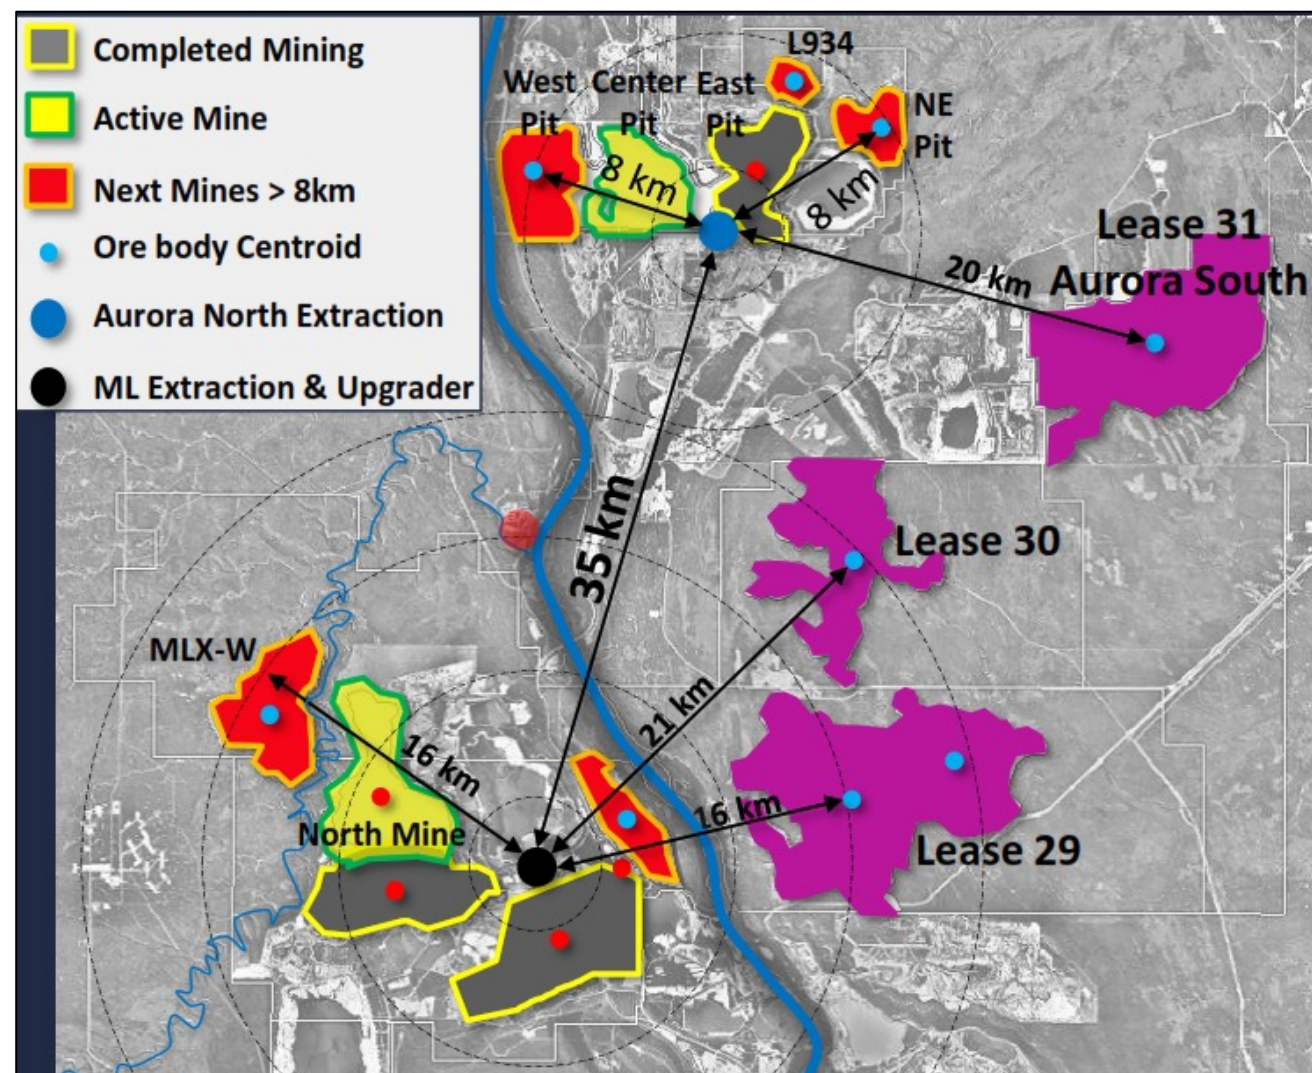 Completed Mining
Active Mine
Next Mines > 8km
Ore body Centroid
Aurora North Extraction
ML Extraction & Upgrader
L934
West
Pit
Center
Pit
East
Pit
NE
Pit
8 km
8 km
Lease 31
Aurora South
20 km
35 km
Lease 30
MLX-W
21 km
16 km
16 km
North Mine
Lease 29